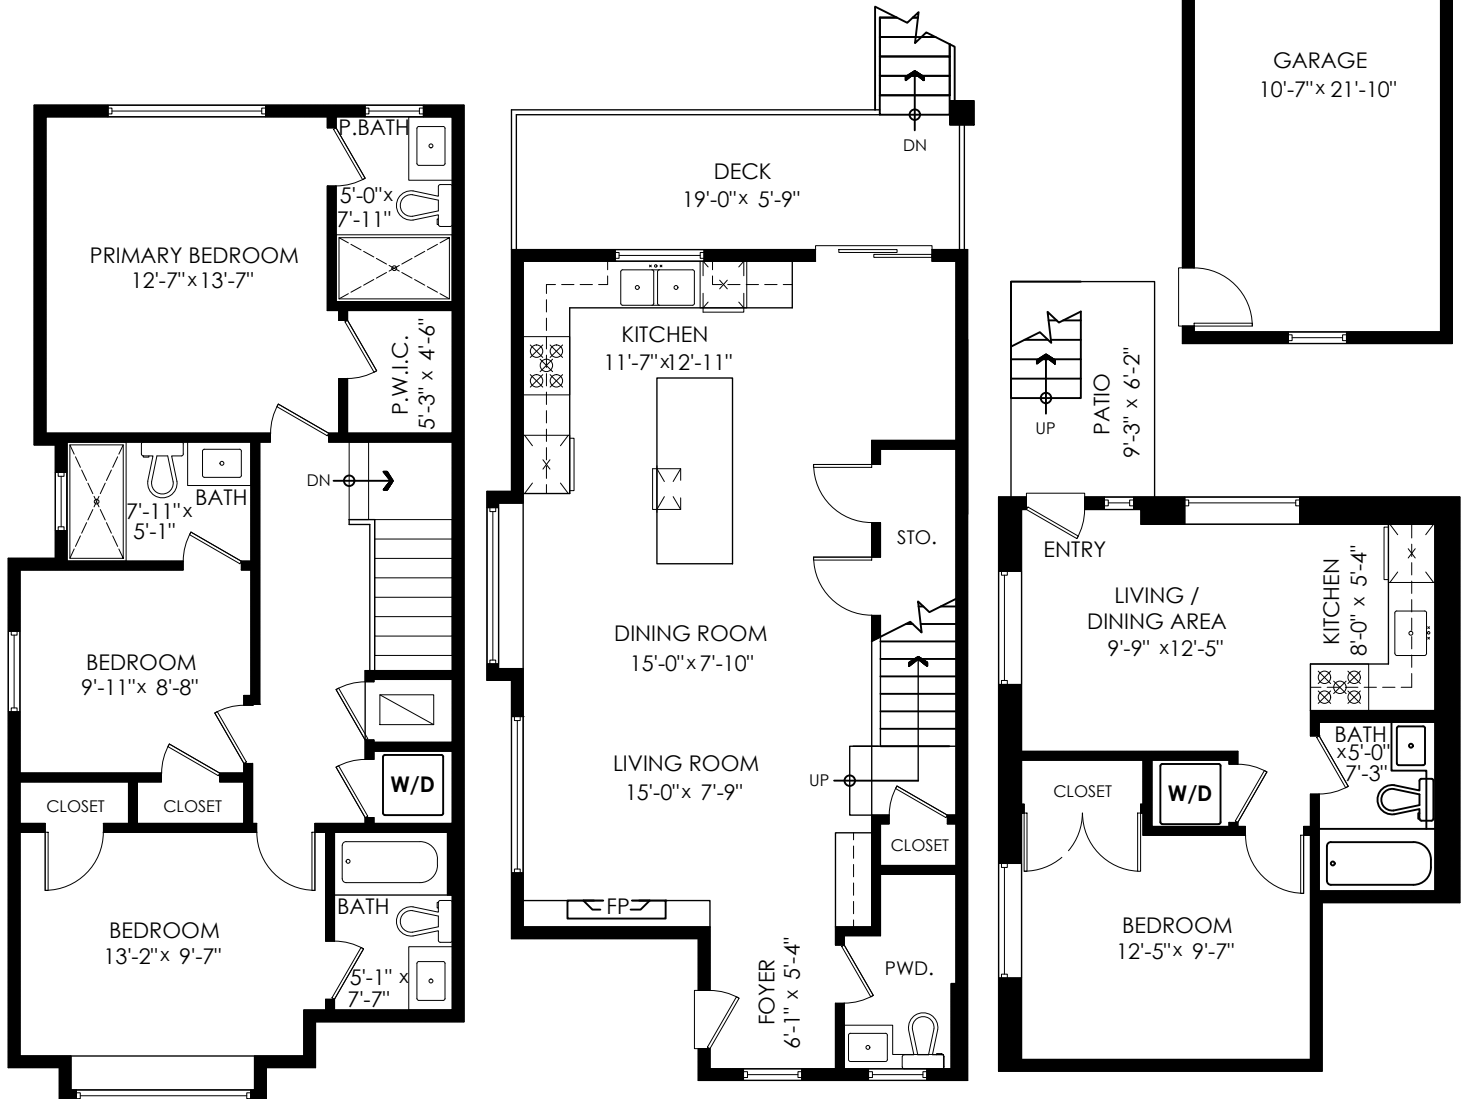 P.BATH
5'-0"x
7'-11"
PRIMARY BEDROOM
12'-7"x13'-7"
P.W.I.C.
5'-3" x 4'-6"
DN
BATH
7'-11"x
5'-1"
BEDROOM
9'-11"x 8'-8"
W/D
CLOSET
CLOSET
BATH
5'-1" x
7'-7"
BEDROOM
13'-2"x 9'-7"
DN
DECK
19'-0"x 5'-9"
KITCHEN
11'-7"x12'-11"
STO.
DINING ROOM
15'-0"x 7'-10"
LIVING ROOM
15'-0"x 7'-9"
UP
CLOSET
FP
FOYER
6'-1" x 5'-4"
PWD.
GARAGE
10'-7"x 21'-10"
UP
PATIO
9'-3" x 6'-2"
ENTRY
LIVING /
DINING AREA
9'-9" x12'-5"
KITCHEN
8'-0" x 5'-4"
BATH
x5'-0"
7'-3"
CLOSET
W/D
BEDROOM
12'-5"x 9'-7"